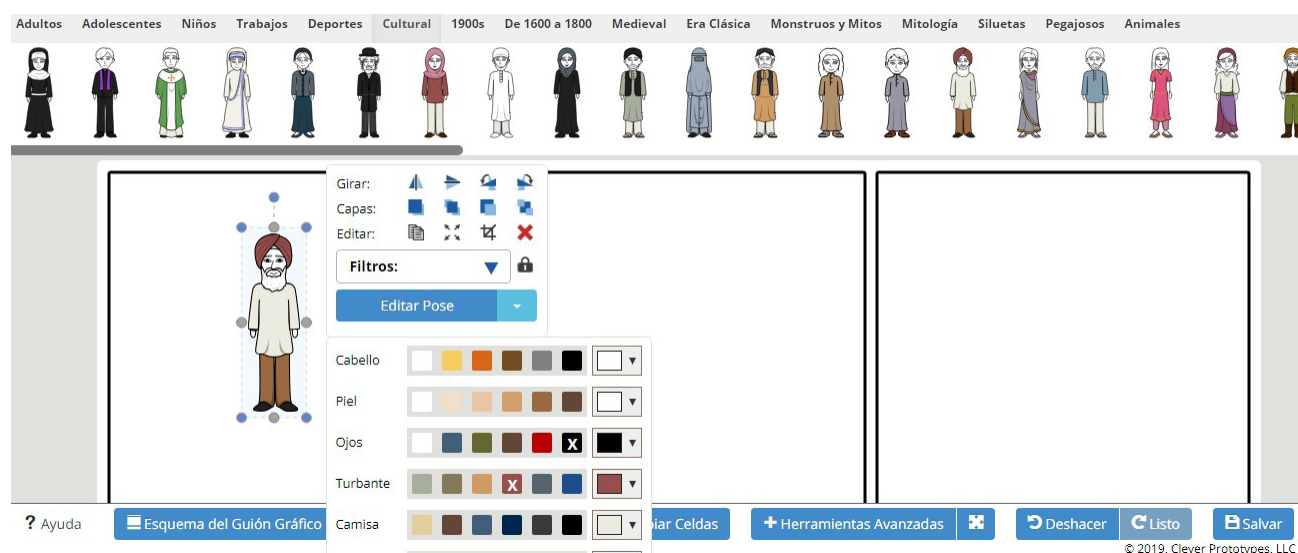 Adultos Adolescentes Niños Trabajos Deportes Cultural 1900s De 1600 a 1800 Medieval Era Clásica Monstruos y Mitos Mitología Siluetas Pegajosos Animales
Girar:
Capas:
Editar:
Filtros:
Editar Pose
Cabello
Piel
Ojos
X
Turbante
X
Camisa
? Ayuda
Esquema del Guión Gráfico
iar Celdas
Herramientas Avanzadas
Deshacer
Listo
Salvar
© 2019, Clever Prototypes, LLC